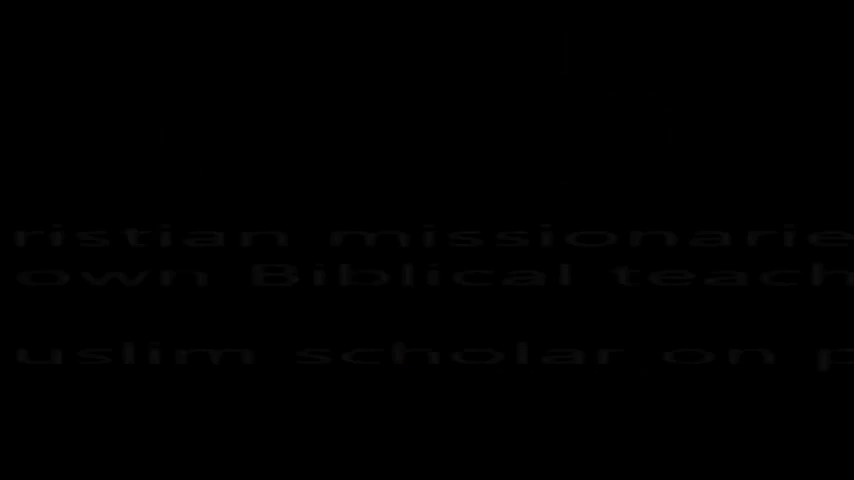 ristian missionarie
own Biblical teach
uslim scholar on p